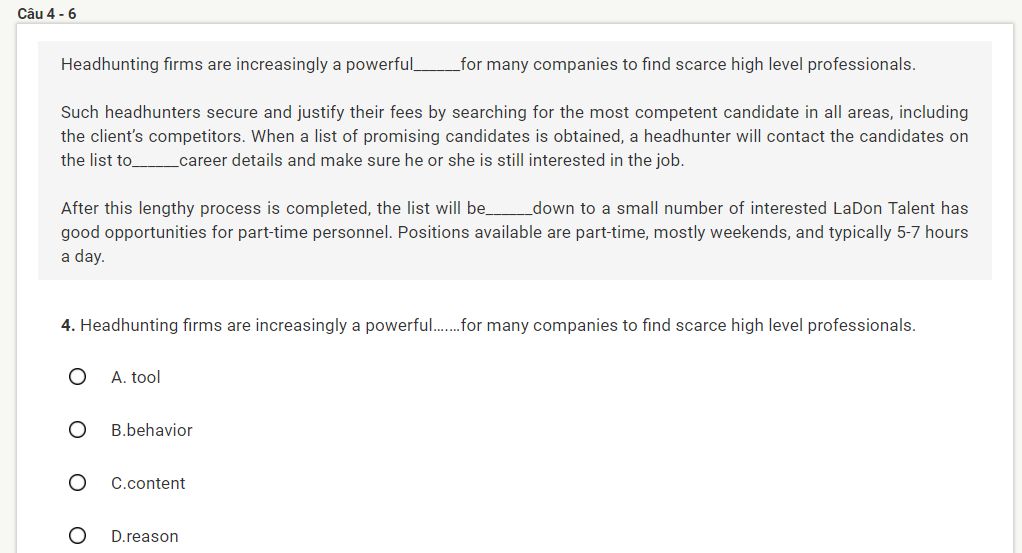 Câu 4 - 6
Headhunting firms are increasingly a powerful______for many companies to find scarce high level professionals.
Such headhunters secure and justify their fees by searching for the most competent candidate in all areas, including
the client's competitors. When a list of promising candidates is obtained, a headhunter will contact the candidates on
the list to______career details and make sure he or she is still interested in the job.
After this lengthy process is completed, the list will be______down to a small number of interested LaDon Talent has
good opportunities for part-time personnel. Positions available are part-time, mostly weekends, and typically 5-7 hours
a day.
4. Headhunting firms are increasingly a powerful.......for many companies to find scarce high level professionals.
A. tool
B.behavior
C.content
D.reason